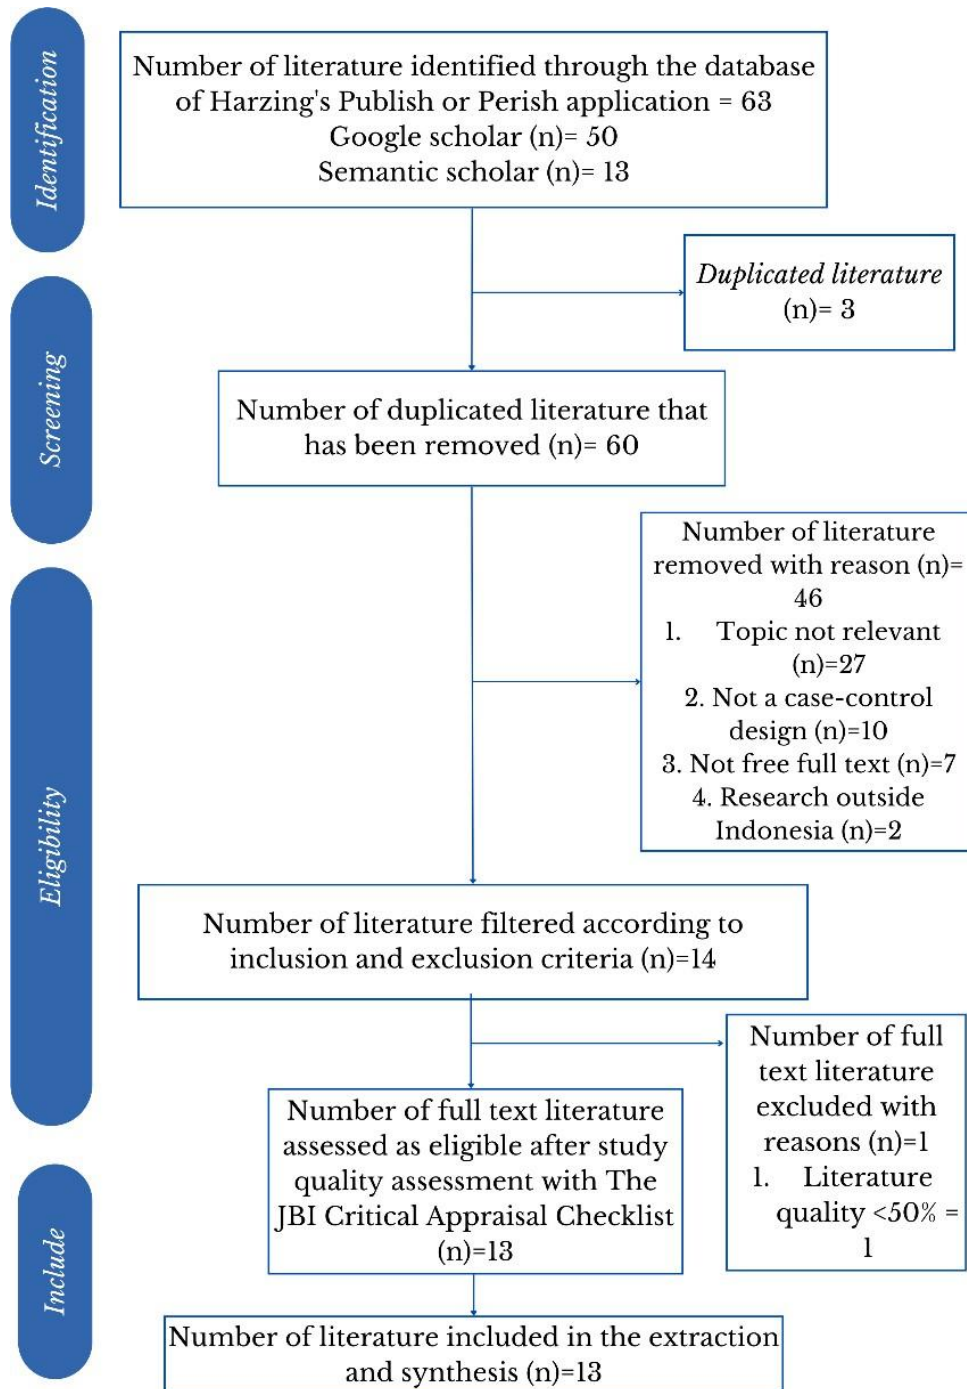 Identification
Number of literature identified through the database
of Harzing's Publish or Perish application = 63
Google scholar (n)= 50
Semantic scholar (n)= 13
Duplicated literature
(n)= 3
Screening
Number of duplicated literature that
has been removed (n)= 60
Number of literature
removed with reason (n)=
46
1. Topic not relevant
(n)=27
2. Not a case-control
design (n)=10
3. Not free full text (n)=7
4. Research outside
Indonesia (n)=2
Eligibility
Number of literature filtered according to
inclusion and exclusion criteria (n)=14
Number of full
text literature
excluded with
reasons (n)=1
1. Literature
quality <50% =
1
Number of full text literature
assessed as eligible after study
quality assessment with The
JBI Critical Appraisal Checklist
(n)=13
Include
Number of literature included in the extraction
and synthesis (n)=13